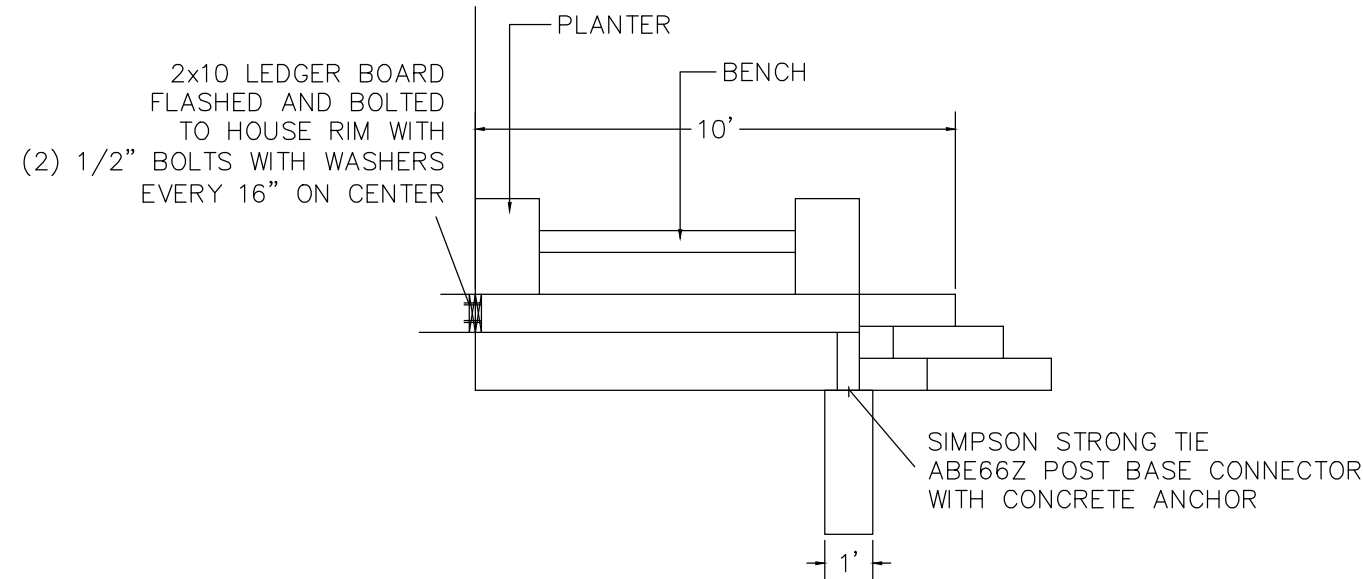 PLANTER
2x10 LEDGER BOARD
FLASHED AND BOLTED
TO HOUSE RIM WITH
(2) 1/2” BOLTS WITH WASHERS
EVERY 16” ON CENTER
BENCH
10’
SIMPSON STRONG TIE
ABE66Z POST BASE CONNECTOR
WITH CONCRETE ANCHOR
1’